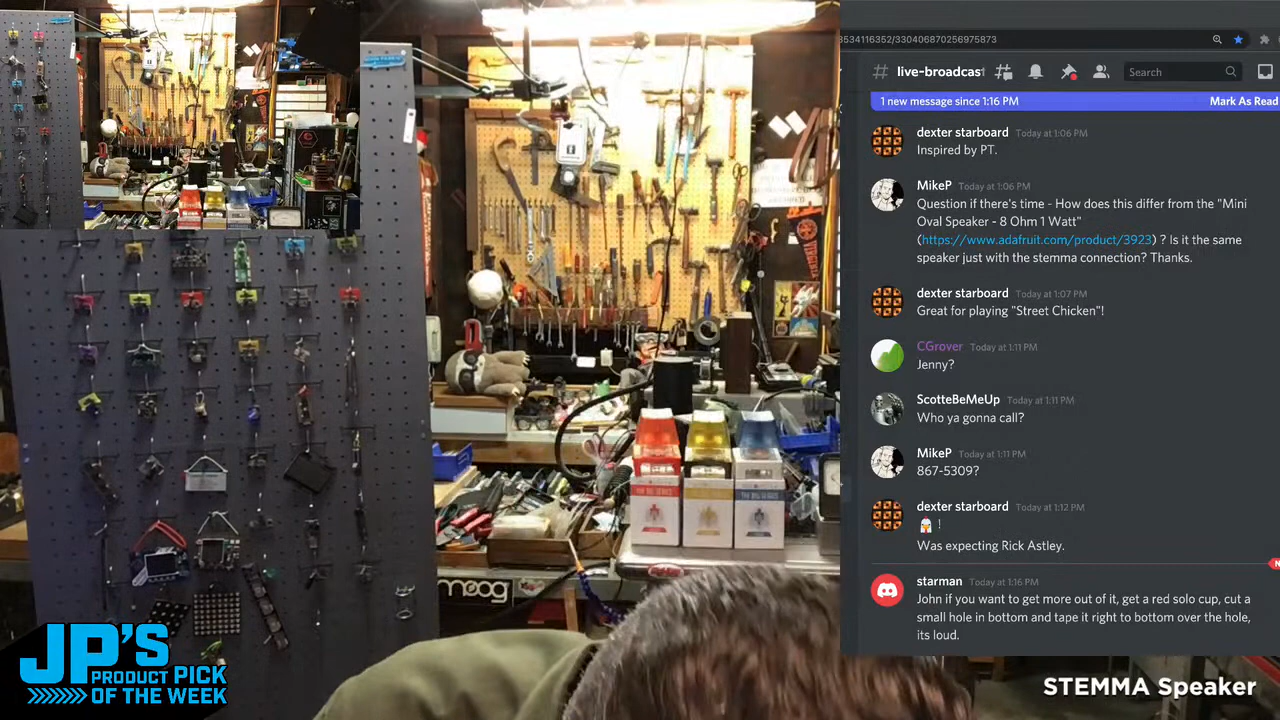 3534116352/330406870256975873
# live-broadcast
Search
1 new message since 1:16 PM Mark As Read
dexter starboard Today at 1:06 PM
Inspired by PT.
MikeP Today at 1:06 PM
Question if there's time - How does this differ from the "Mini
Oval Speaker - 8 Ohm 1 Watt"
(https://www.adafruit.com/product/3923) ? Is it the same
speaker just with the stemma connection? Thanks.
dexter starboard Today at 1:07 PM
Great for playing "Street Chicken"!
CGrover Today at 1:11 PM
Jenny?
ScotteBeMeUp Today at 1:11 PM
Who ya gonna call?
MikeP Today at 1:11 PM
867-5309?
dexter starboard Today at 1:12 PM
!
Was expecting Rick Astley.
starman Today at 1:16 PM
John if you want to get more out of it, get a red solo cup, cut a
small hole in bottom and tape it right to bottom over the hole,
its loud.
VIRGINIA
moog
JP'S
PRODUCT PICK
OF THE WEEK
STEMMA Speaker